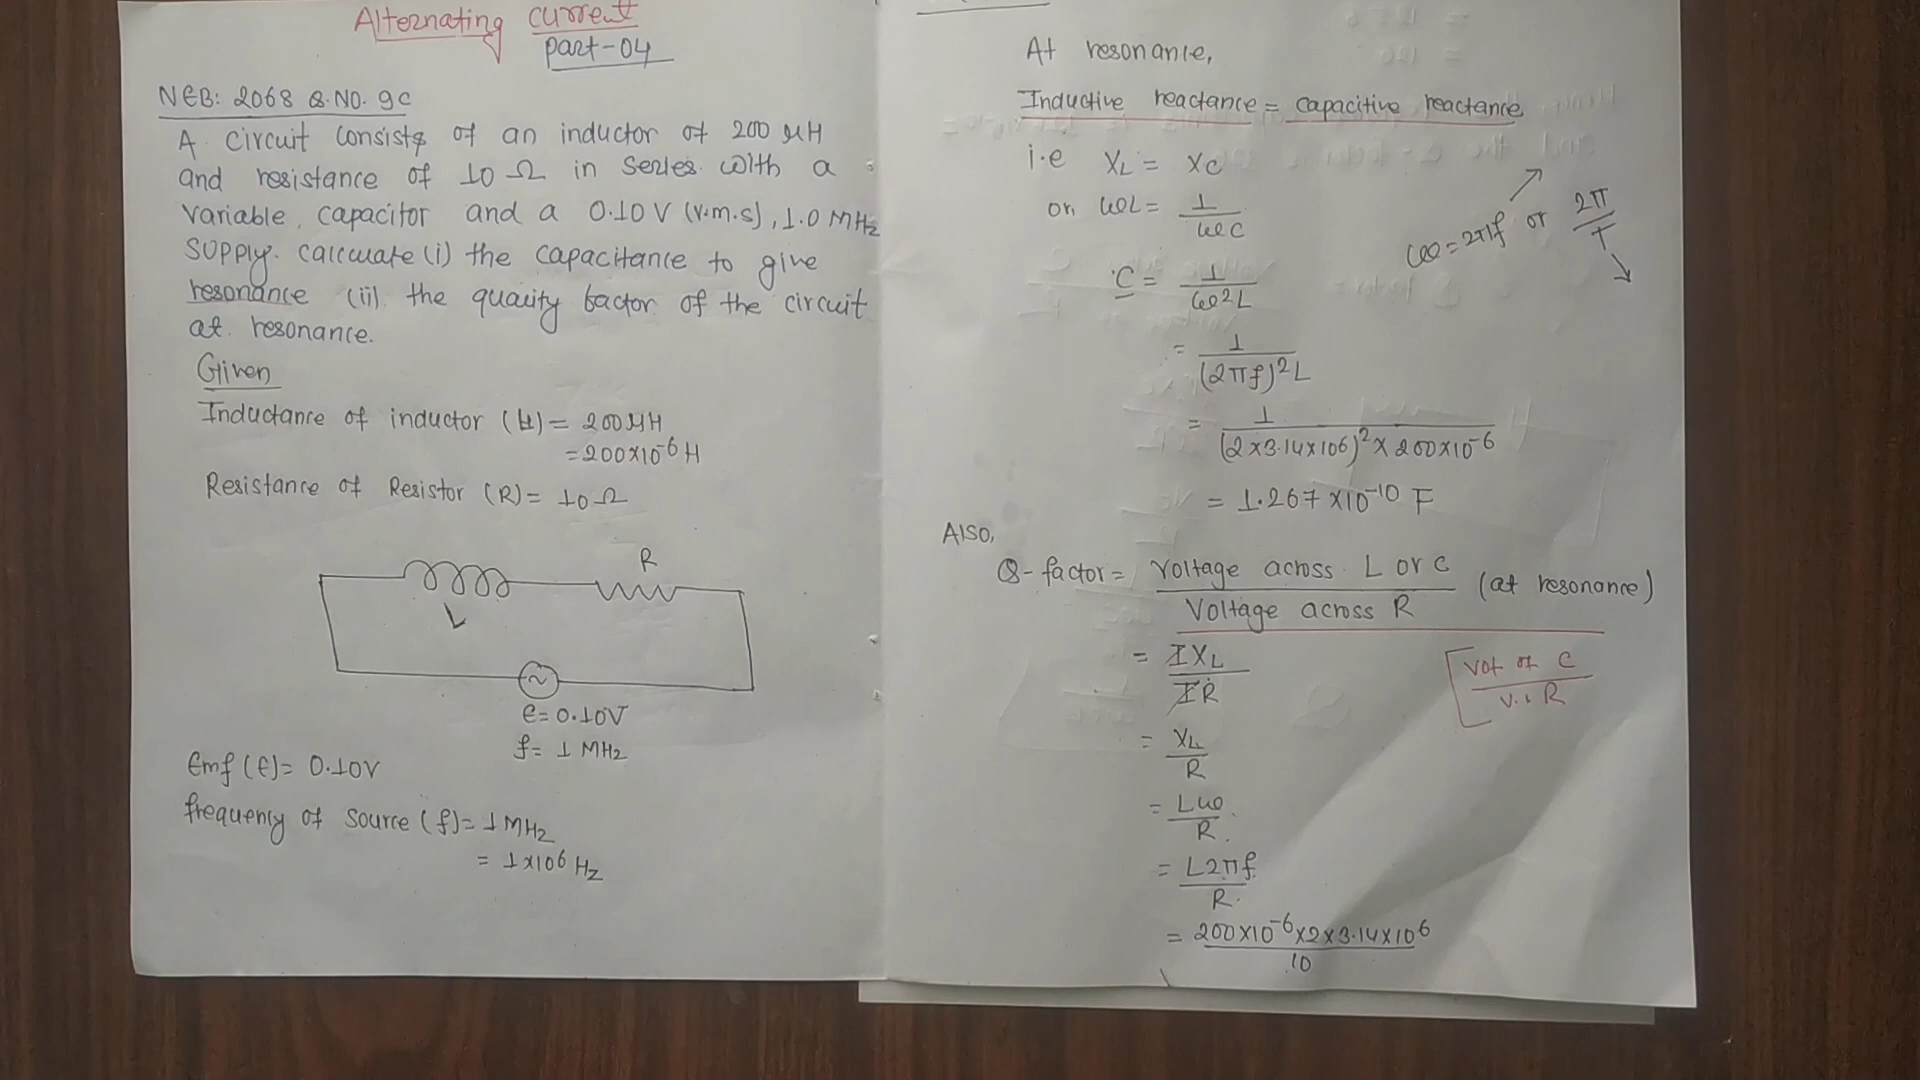 Alternating current
part-04
NEB: 2068 Q.NO. 9c
A circuit consists of an inductor of 200 μH
and resistance of 10 Ω in series with a
variable capacitor and a 0.10 V (r.m.s), 1.0 MHz
supply. calculate (i) the capacitance to give
resonance (ii). the quality factor of the circuit
at resonance.
Given
Inductance of inductor (L) = 200 μH
= 200×10⁻⁶ H
Resistance of Resistor (R) = 10 Ω
R
L
e = 0.10V
f = 1 MHz
Emf (e) = 0.10V
frequency of source (f) = 1 MHz
= 1×10⁶ Hz
At resonance,
Inductive reactance = capacitive reactance
i.e XL = XC
or, ωL = 1/ωC
ω = 2πf or 2π/T
C = 1/ω²L
= 1/(2πf)²L
= 1/(2×3.14×10⁶)² × 200×10⁻⁶
= 1.267 × 10⁻¹⁰ F
Also,
Q-factor = Voltage across L or C / Voltage across R (at resonance)
= IXL / IR
= XL / R
= Lω / R
= L2πf / R
= 200×10⁻⁶×2×3.14×10⁶ / 10